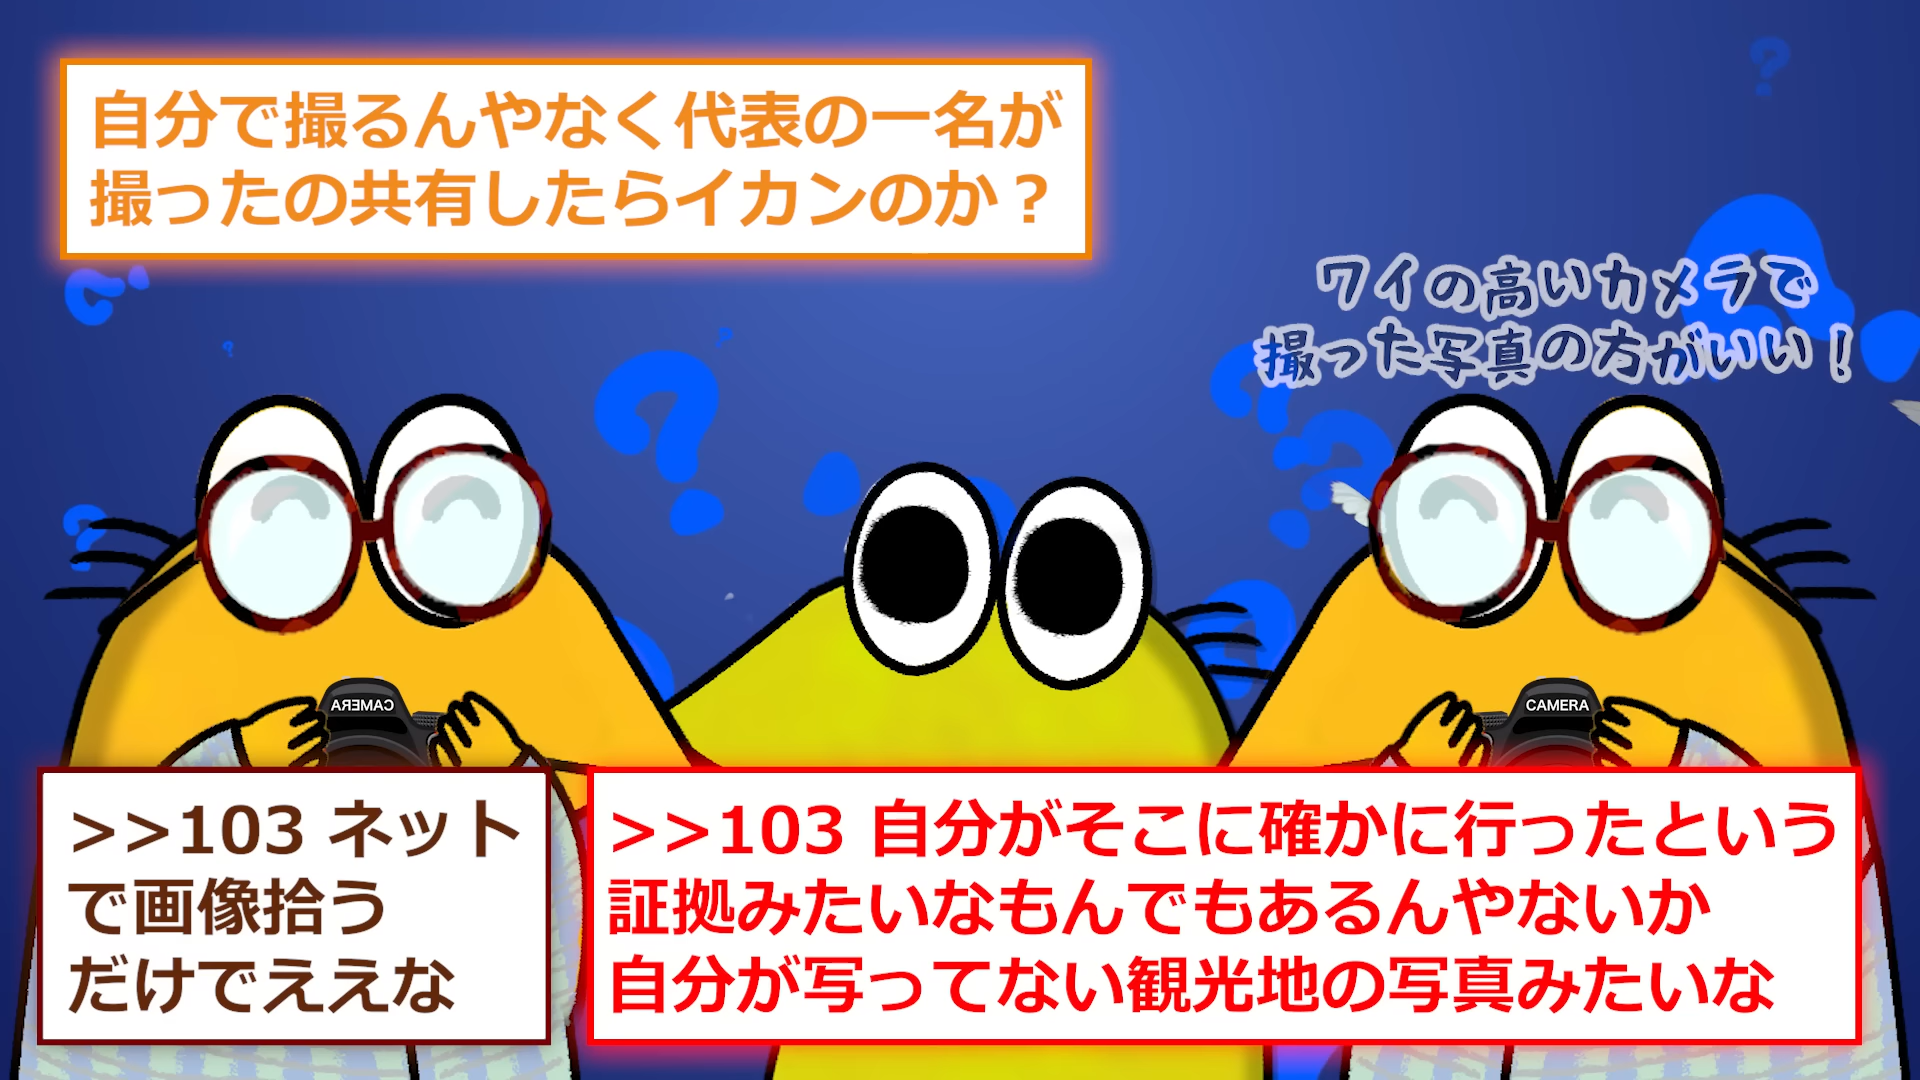 自分で撮るんやなく代表の一名が
撮ったの共有したらイカンのか？
ワイの高いカメラで
撮った写真の方がいい！
CAMERA
CAMERA
>>103 ネット
で画像拾う
だけでええな
>>103 自分がそこに確かに行ったという
証拠みたいなもんでもあるんやないか
自分が写ってない観光地の写真みたいな